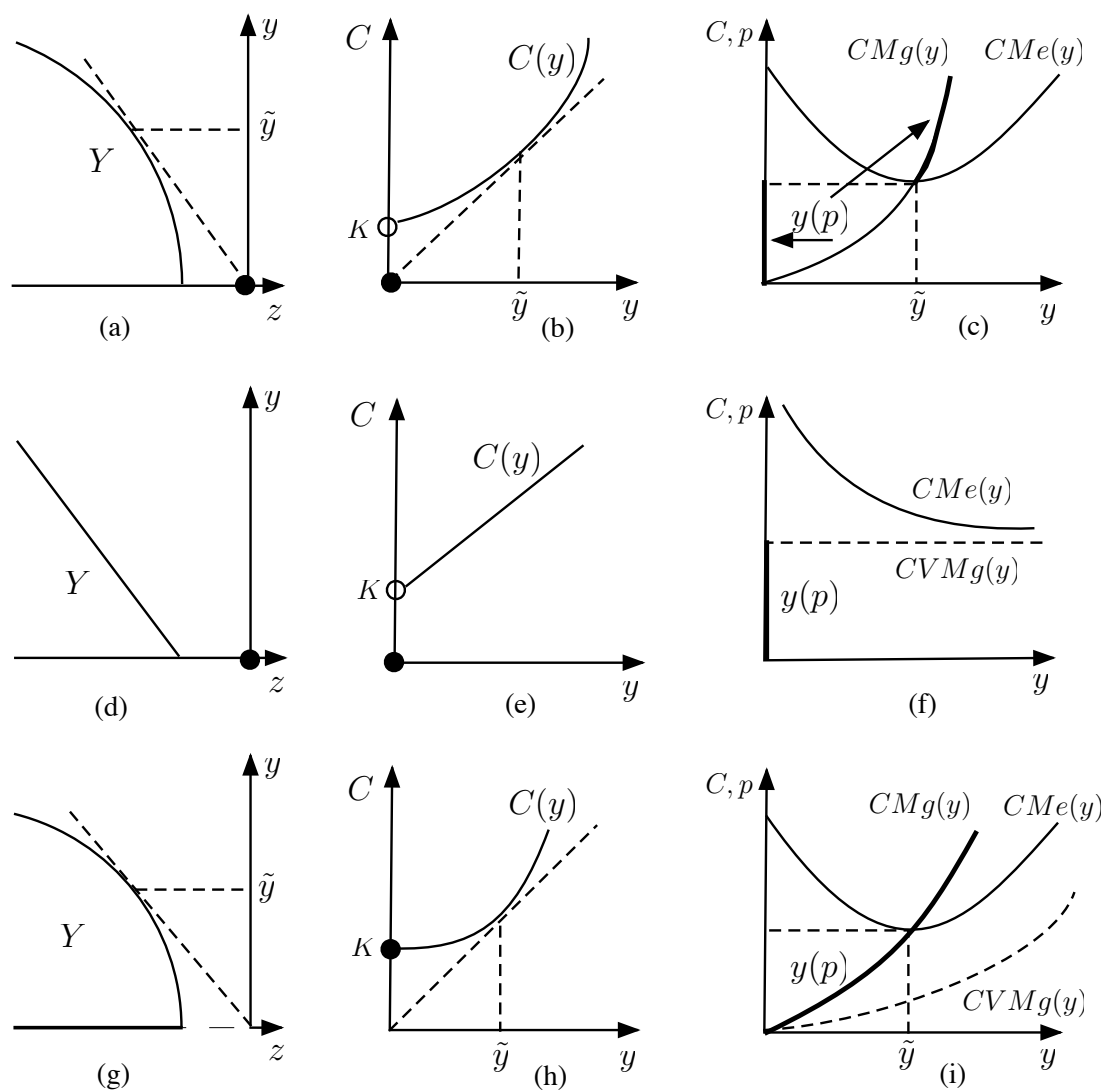 y
ỹ
Y
z
(a)
C
C(y)
K
ỹ
y
(b)
C, p
CMg(y)
CMe(y)
y(p)
ỹ
y
(c)
y
Y
z
(d)
C
C(y)
K
y
(e)
C, p
CMe(y)
CVMg(y)
y(p)
y
(f)
y
ỹ
Y
z
(g)
C
C(y)
K
ỹ
y
(h)
C, p
CMg(y)
CMe(y)
y(p)
CVMg(y)
ỹ
y
(i)